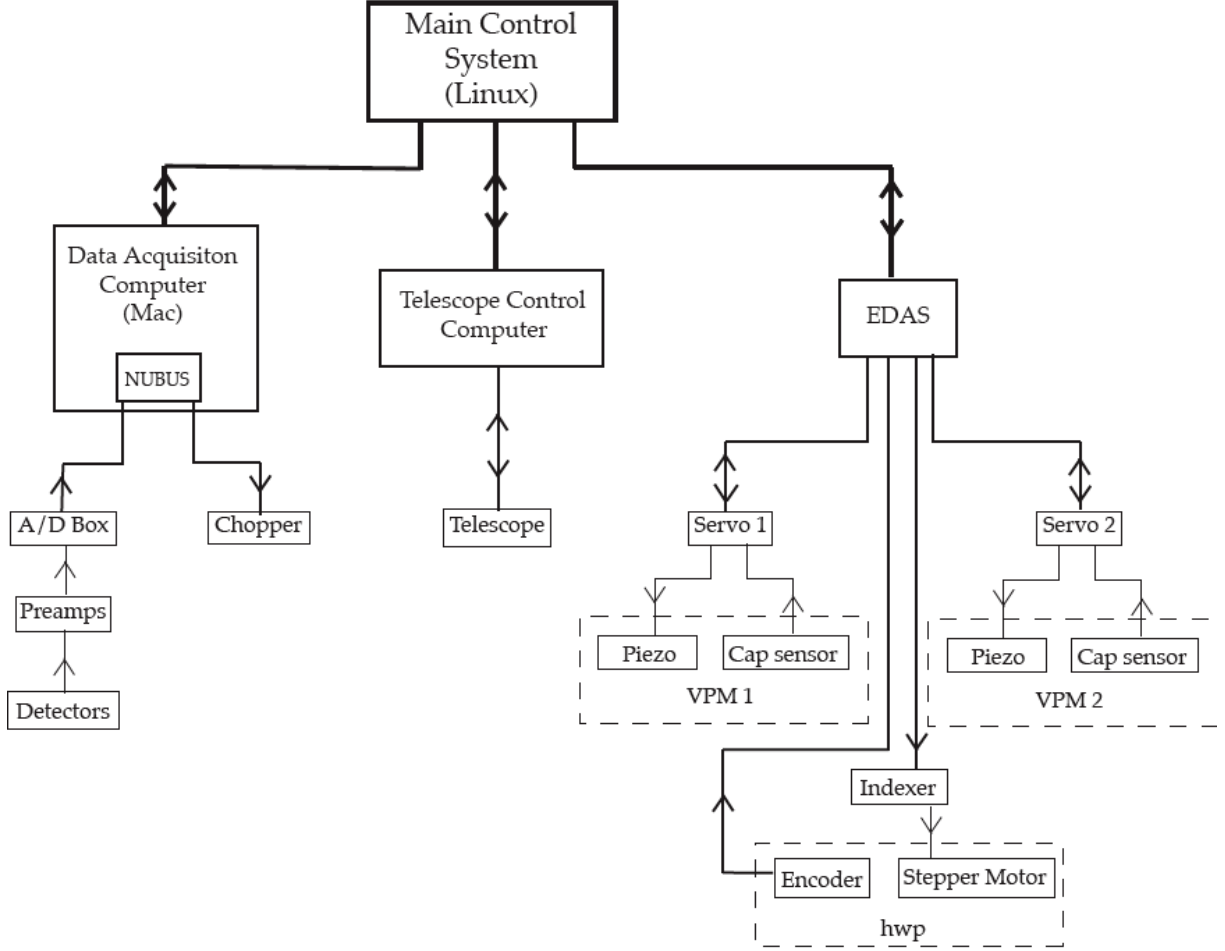 Main Control
System
(Linux)
Data Acquisiton
Computer
(Mac)
NUBUS
Telescope Control
Computer
EDAS
A/D Box
Chopper
Telescope
Servo 1
Servo 2
Preamps
Detectors
Piezo
Cap sensor
VPM 1
Piezo
Cap sensor
VPM 2
Indexer
Encoder
Stepper Motor
hwp